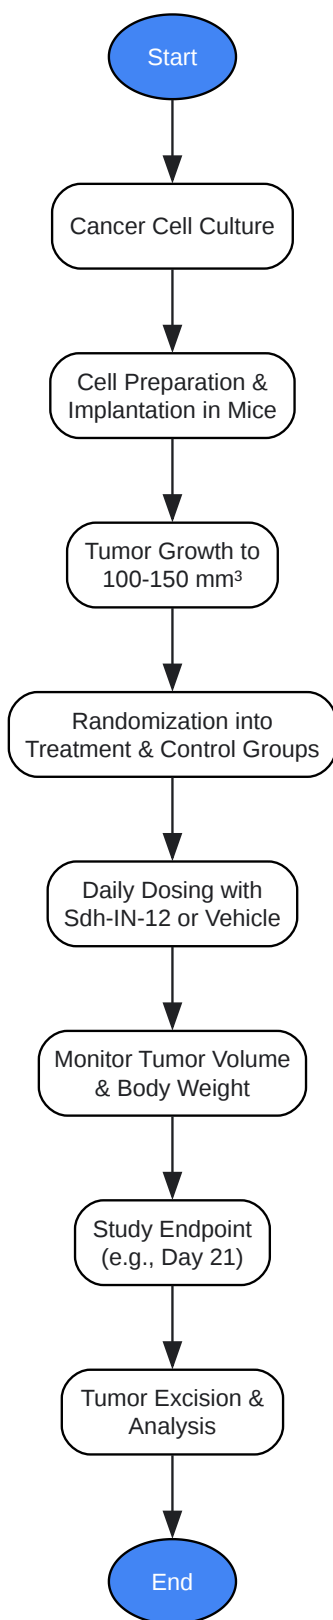 Start
Cancer Cell Culture
Cell Preparation &
Implantation in Mice
Tumor Growth to
100-150 mm³
Randomization into
Treatment & Control Groups
Daily Dosing with
Sdh-IN-12 or Vehicle
Monitor Tumor Volume
& Body Weight
Study Endpoint
(e.g., Day 21)
Tumor Excision &
Analysis
End